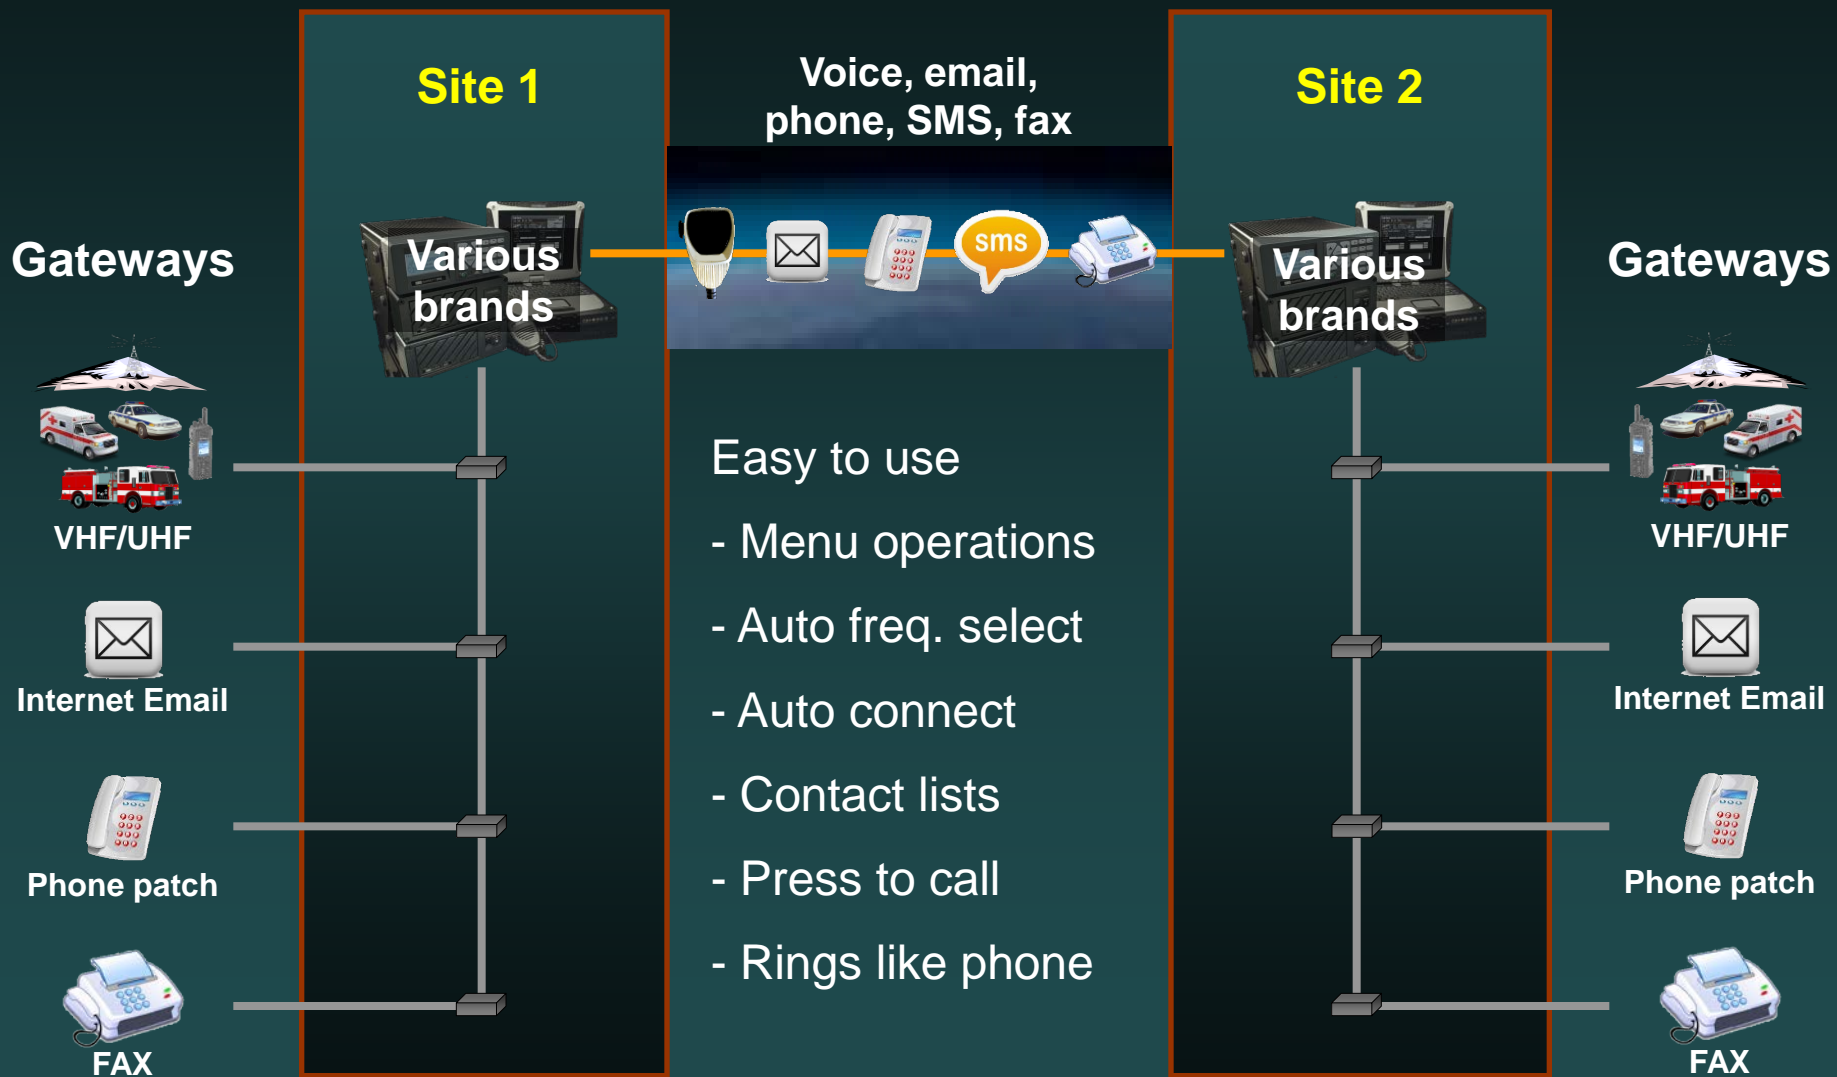 Site 1
Voice, email,
phone, SMS, fax
Site 2
Gateways
Various
brands
sms
Various
brands
Gateways
VHF/UHF
Internet Email
Phone patch
FAX
Easy to use
- Menu operations
- Auto freq. select
- Auto connect
- Contact lists
- Press to call
- Rings like phone
VHF/UHF
Internet Email
Phone patch
FAX